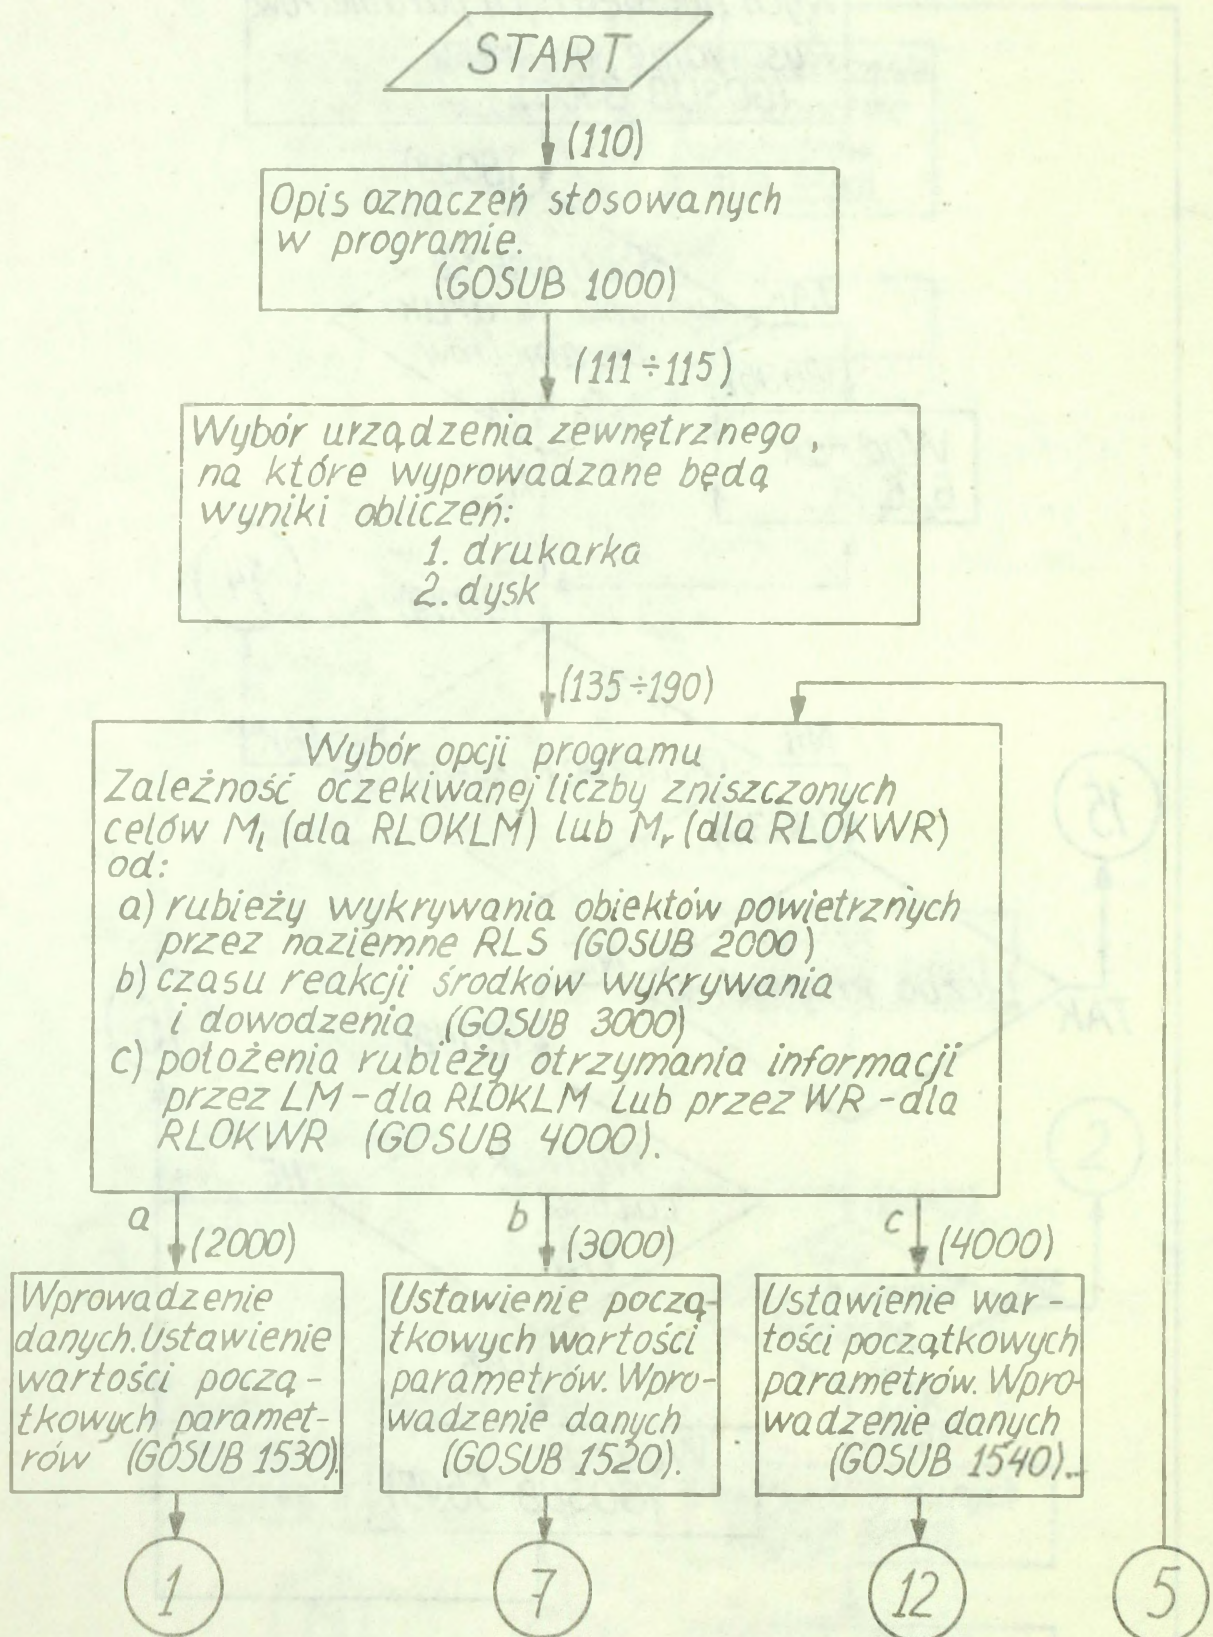 START
(110)
Opis oznaczeń stosowanych
w programie.
(GOSUB 1000)
(111÷115)
Wybór urządzenia zewnętrznego,
na które wyprowadzane będą
wyniki obliczeń:
1. drukarka
2. dysk
(135÷190)
Wybór opcji programu
Zależność oczekiwanej liczby zniszczonych
celów Ml (dla RLOKLM) lub Mr (dla RLOKWR)
od:
a) rubieży wykrywania obiektów powietrznych
przez naziemne RLS (GOSUB 2000)
b) czasu reakcji środków wykrywania
i dowodzenia (GOSUB 3000)
c) położenia rubieży otrzymania informacji
przez LM - dla RLOKLM lub przez WR - dla
RLOKWR (GOSUB 4000).
a
(2000)
b
(3000)
c
(4000)
Wprowadzenie
danych. Ustawienie
wartości począ-
tkowych paramet-
rów (GOSUB 1530).
Ustawienie począ-
tkowych wartości
parametrów. Wpro-
wadzenie danych
(GOSUB 1520).
Ustawienie war-
tości początkowych
parametrów. Wpro-
wadzenie danych
(GOSUB 1540).
1
7
12
5
15
TAK
2